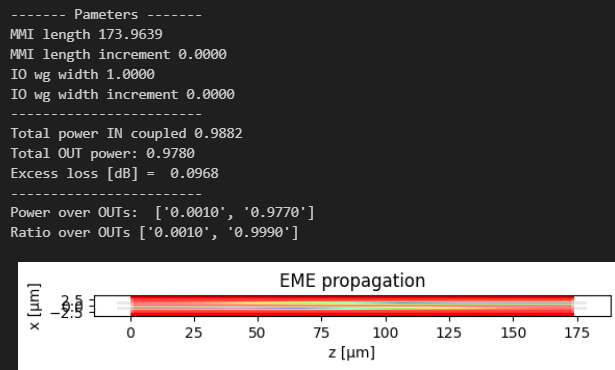 ------- Pameters -------
MMI length 173.9639
MMI length increment 0.0000
IO wg width 1.0000
IO wg width increment 0.0000
------------------------
Total power IN coupled 0.9882
Total OUT power: 0.9780
Excess loss [dB] =  0.0968
------------------------
Power over OUTs:  ['0.0010', '0.9770']
Ratio over OUTs ['0.0010', '0.9990']
EME propagation
x [μm]
2.5
0.0
−2.5
0 25 50 75 100 125 150 175
z [μm]